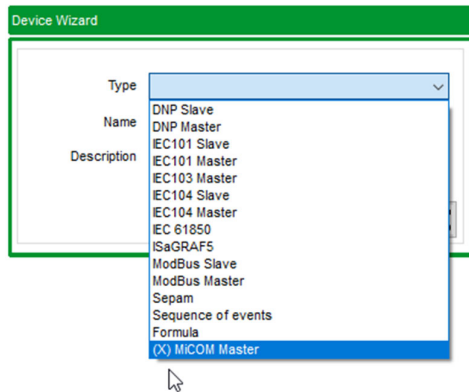 Device Wizard
Type
Name
Description
DNP Slave
DNP Master
IEC101 Slave
IEC101 Master
IEC103 Master
IEC104 Slave
IEC104 Master
IEC 61850
ISaGRAF5
ModBus Slave
ModBus Master
Sepam
Sequence of events
Formula
(X) MiCOM Master